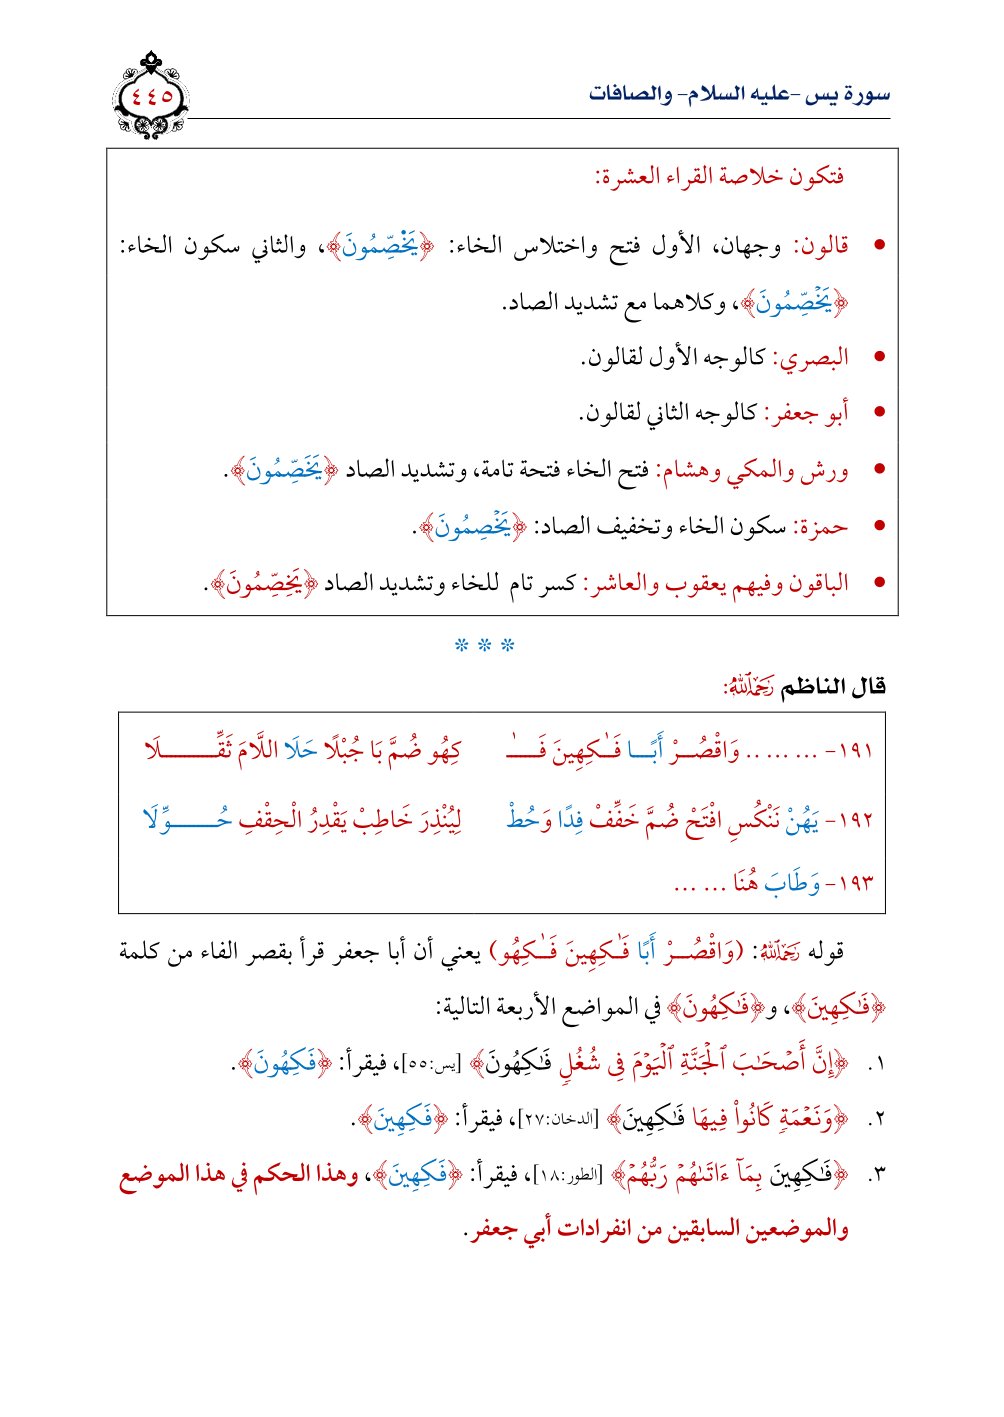 سورة يس -عليه السلام- والصافات
٤٤٥
فتكون خلاصة القراء العشرة:
• قالون: وجهان، الأول فتح واختلاس الخاء: ﴿يَخَصِّمُونَ﴾، والثاني سكون الخاء:
﴿يَخۡصِّمُونَ﴾، وكلاهما مع تشديد الصاد.
• البصري: كالوجه الأول لقالون.
• أبو جعفر: كالوجه الثاني لقالون.
• ورش والمكي وهشام: فتح الخاء فتحة تامة، وتشديد الصاد ﴿يَخَصِّمُونَ﴾.
• حمزة: سكون الخاء وتخفيف الصاد: ﴿يَخۡصِمُونَ﴾.
• الباقون وفيهم يعقوب والعاشر: كسر تام للخاء وتشديد الصاد ﴿يَخِصِّمُونَ﴾.
* * *
قال الناظم رَحِمَهُ ٱللَّهُ:
١٩١- ... ... .. وَاقْصُرْ أَبًا فَـٰكِهِينَ فَـٰ كِهُو ضُمَّ بَا جُبْلًا حَلَا اللَّامَ ثَقِّلَا
١٩٢- يَهُنْ نَنْكُسِ افْتَحْ ضُمَّ خَفِّفْ فِدًا وَحُطْ لِيُنْذِرَ خَاطِبْ يَقْدِرُ الْحِقْفِ حُوِّلَا
١٩٣- وَطَابَ هُنَا ... ...
قوله رَحِمَهُ ٱللَّهُ: (وَاقْصُرْ أَبًا فَـٰكِهِينَ فَـٰكِهُو) يعني أن أبا جعفر قرأ بقصر الفاء من كلمة
﴿فَـٰكِهِينَ﴾، و﴿فَـٰكِهُونَ﴾ في المواضع الأربعة التالية:
١. ﴿إِنَّ أَصۡحَـٰبَ ٱلۡجَنَّةِ ٱلۡيَوۡمَ فِى شُغُلٍ فَـٰكِهُونَ﴾ [يس:٥٥]، فيقرأ: ﴿فَكِهُونَ﴾.
٢. ﴿وَنَعۡمَةٍ كَانُوا۟ فِيهَا فَـٰكِهِينَ﴾ [الدخان:٢٧]، فيقرأ: ﴿فَكِهِينَ﴾.
٣. ﴿فَـٰكِهِينَ بِمَآ ءَاتَىٰهُمۡ رَبُّهُمۡ﴾ [الطور:١٨]، فيقرأ: ﴿فَكِهِينَ﴾، وهذا الحكم في هذا الموضع
والموضعين السابقين من انفرادات أبي جعفر.